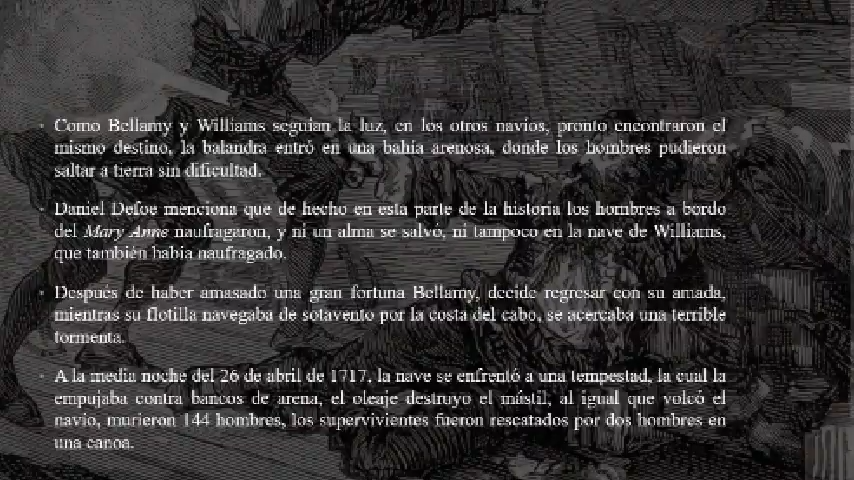 Como Bellamy y Williams seguían la luz, en los otros navíos, pronto encontraron el
mismo destino, la balandra entró en una bahía arenosa, donde los hombres pudieron
saltar a tierra sin dificultad.
Daniel Defoe menciona que de hecho en esta parte de la historia los hombres a bordo
del Mary Anne naufragaron, y ni un alma se salvó, ni tampoco en la nave de Williams,
que también había naufragado.
Después de haber amasado una gran fortuna Bellamy, decide regresar con su amada,
mientras su flotilla navegaba de sotavento por la costa del cabo, se acercaba una terrible
tormenta.
A la media noche del 26 de abril de 1717, la nave se enfrentó a una tempestad, la cual la
empujaba contra bancos de arena, el oleaje destruyo el mástil, al igual que volcó el
navío, murieron 144 hombres, los supervivientes fueron rescatados por dos hombres en
una canoa.